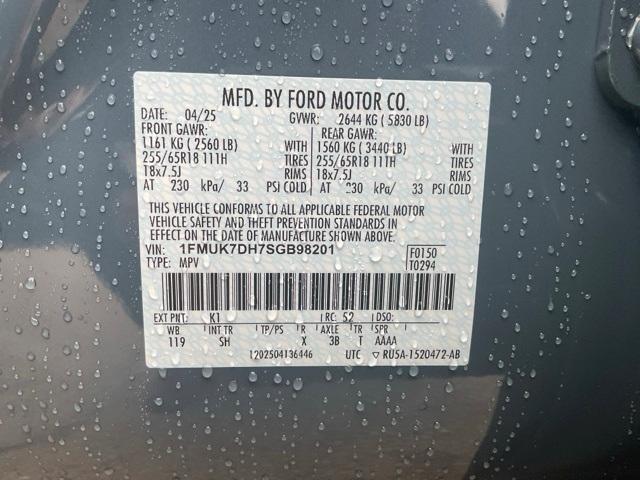 MFD. BY FORD MOTOR CO.
DATE: 04/25 GVWR: 2644 KG ( 5830 LB)
FRONT GAWR: REAR GAWR:
1161 KG ( 2560 LB) WITH 1560 KG ( 3440 LB) WITH
255/65R18 111H TIRES 255/65R18 111H TIRES
18x7.5J RIMS 18x7.5J RIMS
AT 230 kPa/ 33 PSI COLD AT 230 kPa/ 33 PSI COLD
THIS VEHICLE CONFORMS TO ALL APPLICABLE FEDERAL MOTOR
VEHICLE SAFETY AND THEFT PREVENTION STANDARDS IN
EFFECT ON THE DATE OF MANUFACTURE SHOWN ABOVE.
VIN: 1FMUK7DH7SGB98201 F0150
TYPE: MPV T0294
EXT PNT: K1 RC: 52 DSO:
WB INT TR TP/PS R AXLE TR SPR
119 SH X 3B T AAAA
1202504136446 UTC ▽ RU5A-1520472-AB